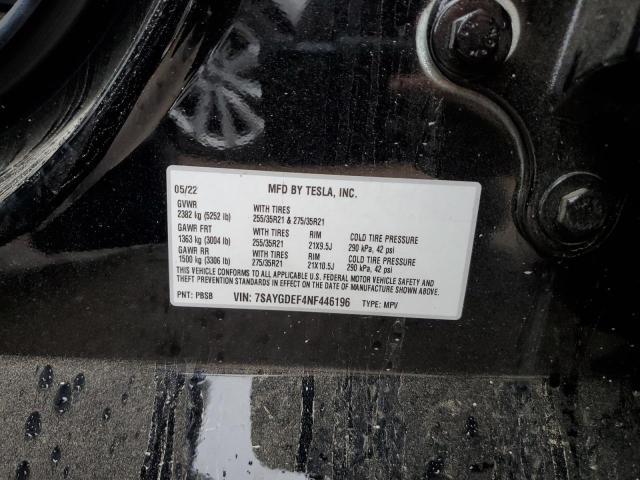 05/22 MFD BY TESLA, INC.
GVWR WITH TIRES
2382 kg (5252 lb) 255/35R21 & 275/35R21
GAWR FRT WITH TIRES RIM COLD TIRE PRESSURE
1363 kg (3004 lb) 255/35R21 21X9.5J 290 kPa, 42 psi
GAWR RR WITH TIRES RIM COLD TIRE PRESSURE
1500 kg (3306 lb) 275/35R21 21X10.5J 290 kPa, 42 psi
THIS VEHICLE CONFORMS TO ALL APPLICABLE U.S. FEDERAL MOTOR VEHICLE SAFETY AND
THEFT PREVENTION STANDARDS IN EFFECT ON THE DATE OF MANUFACTURE SHOWN ABOVE.
PNT: PBSB VIN: 7SAYGDEF4NF446196 TYPE: MPV